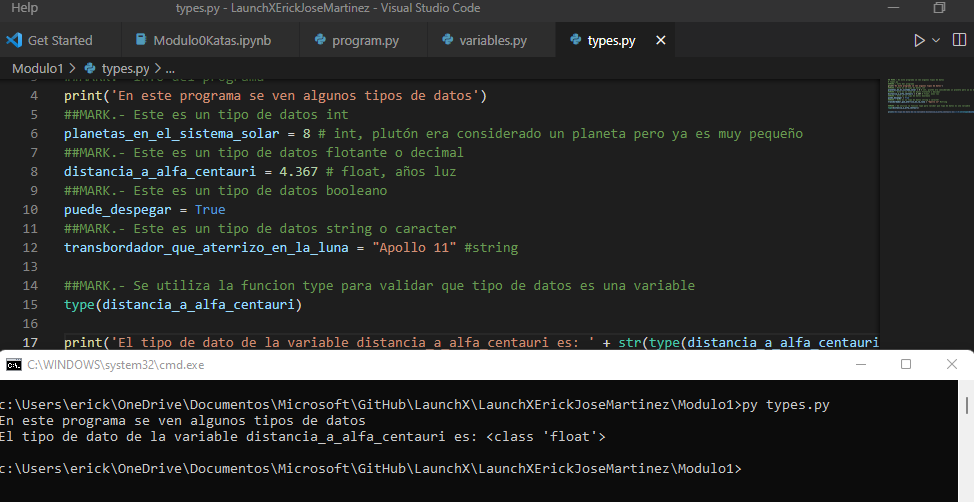 Help
types.py - LaunchXErickJoseMartinez - Visual Studio Code
Get Started
Modulo0Katas.ipynb
program.py
variables.py
types.py
Modulo1 > types.py > ...
4 print('En este programa se ven algunos tipos de datos')
5 ##MARK.- Este es un tipo de datos int
6 planetas_en_el_sistema_solar = 8 # int, plutón era considerado un planeta pero ya es muy pequeño
7 ##MARK.- Este es un tipo de datos flotante o decimal
8 distancia_a_alfa_centauri = 4.367 # float, años luz
9 ##MARK.- Este es un tipo de datos booleano
10 puede_despegar = True
11 ##MARK.- Este es un tipo de datos string o caracter
12 transbordador_que_aterrizo_en_la_luna = "Apollo 11" #string
13
14 ##MARK.- Se utiliza la funcion type para validar que tipo de datos es una variable
15 type(distancia_a_alfa_centauri)
16
17 print('El tipo de dato de la variable distancia_a_alfa_centauri es: ' + str(type(distancia_a_alfa_centauri
C:\WINDOWS\system32\cmd.exe
c:\Users\erick\OneDrive\Documentos\Microsoft\GitHub\LaunchX\LaunchXErickJoseMartinez\Modulo1>py types.py
En este programa se ven algunos tipos de datos
El tipo de dato de la variable distancia_a_alfa_centauri es: <class 'float'>
c:\Users\erick\OneDrive\Documentos\Microsoft\GitHub\LaunchX\LaunchXErickJoseMartinez\Modulo1>